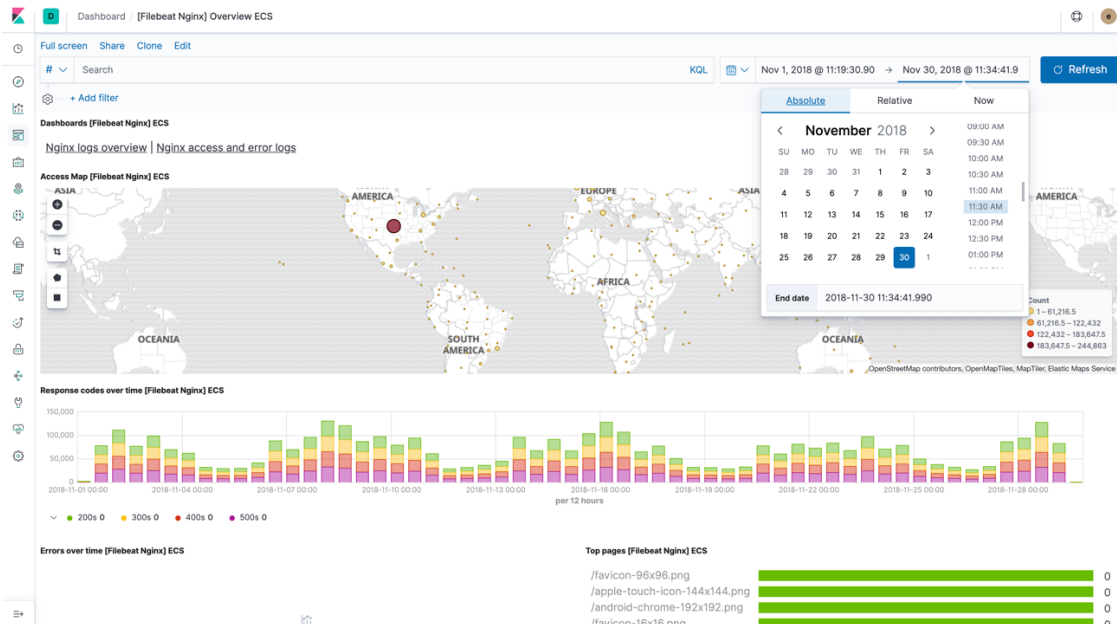 D Dashboard / [Filebeat Nginx] Overview ECS e
Full screen Share Clone Edit
# Search KQL Nov 1, 2018 @ 11:19:30.90 → Nov 30, 2018 @ 11:34:41.9 Refresh
+ Add filter
Absolute Relative Now
Dashboards [Filebeat Nginx] ECS
Nginx logs overview | Nginx access and error logs
November 2018
SU MO TU WE TH FR SA
28 29 30 31 1 2 3
4 5 6 7 8 9 10
11 12 13 14 15 16 17
18 19 20 21 22 23 24
25 26 27 28 29 30 1
09:00 AM
09:30 AM
10:00 AM
10:30 AM
11:00 AM
11:30 AM
12:00 PM
12:30 PM
01:00 PM
End date 2018-11-30 11:34:41.990
Access Map [Filebeat Nginx] ECS
ASIA
AMERICA
EUROPE
ASIA
AMERICA
AFRICA
OCEANIA
SOUTH
AMERICA
OCEANIA
Count
1 – 61,216.5
61,216.5 – 122,432
122,432 – 183,647.5
183,647.5 – 244,863
OpenStreetMap contributors, OpenMapTiles, MapTiler, Elastic Maps Service
Response codes over time [Filebeat Nginx] ECS
150,000
100,000
50,000
0
2018-11-01 00:00 2018-11-04 00:00 2018-11-07 00:00 2018-11-10 00:00 2018-11-13 00:00 2018-11-16 00:00 2018-11-19 00:00 2018-11-22 00:00 2018-11-25 00:00 2018-11-28 00:00
per 12 hours
200s 0 300s 0 400s 0 500s 0
Errors over time [Filebeat Nginx] ECS
Top pages [Filebeat Nginx] ECS
/favicon-96x96.png 0
/apple-touch-icon-144x144.png 0
/android-chrome-192x192.png 0
/favicon-16x16.png 0